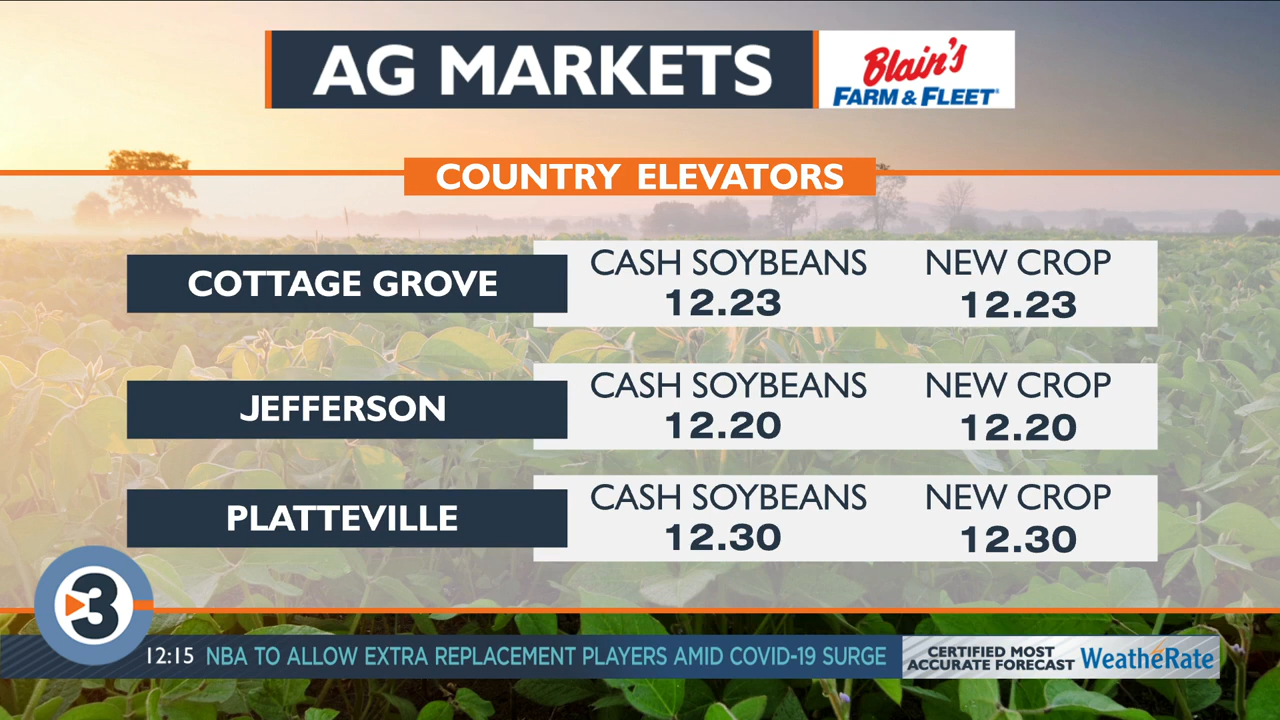 AG MARKETS
Blain's
FARM & FLEET
COUNTRY ELEVATORS
COTTAGE GROVE
CASH SOYBEANS
12.23
NEW CROP
12.23
JEFFERSON
CASH SOYBEANS
12.20
NEW CROP
12.20
PLATTEVILLE
CASH SOYBEANS
12.30
NEW CROP
12.30
3
12:15 NBA TO ALLOW EXTRA REPLACEMENT PLAYERS AMID COVID-19 SURGE
CERTIFIED MOST
ACCURATE FORECAST
WeatheRate